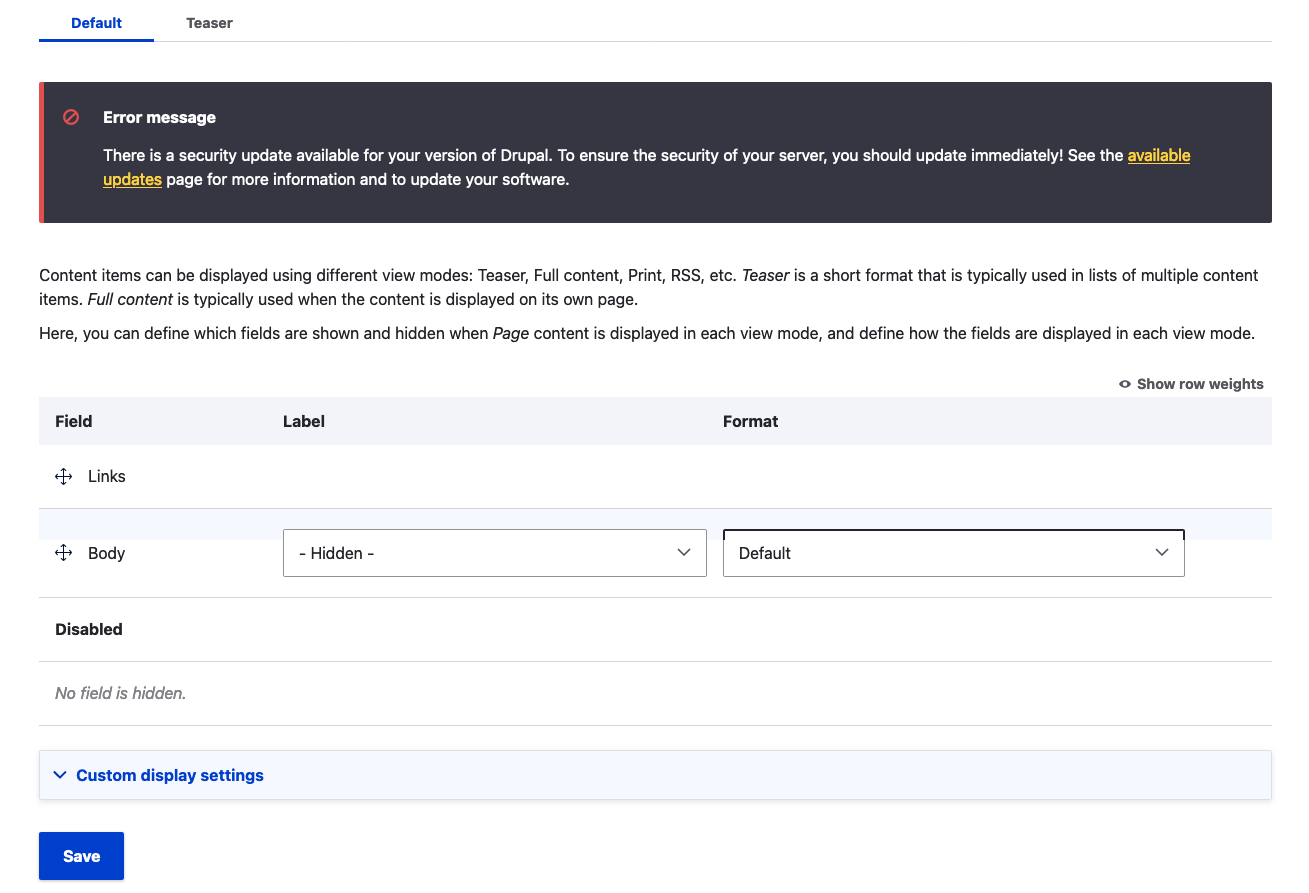 Default Teaser
Error message
There is a security update available for your version of Drupal. To ensure the security of your server, you should update immediately! See the available
updates page for more information and to update your software.
Content items can be displayed using different view modes: Teaser, Full content, Print, RSS, etc. Teaser is a short format that is typically used in lists of multiple content
items. Full content is typically used when the content is displayed on its own page.
Here, you can define which fields are shown and hidden when Page content is displayed in each view mode, and define how the fields are displayed in each view mode.
Show row weights
Field Label Format
Links
Body - Hidden - Default
Disabled
No field is hidden.
Custom display settings
Save